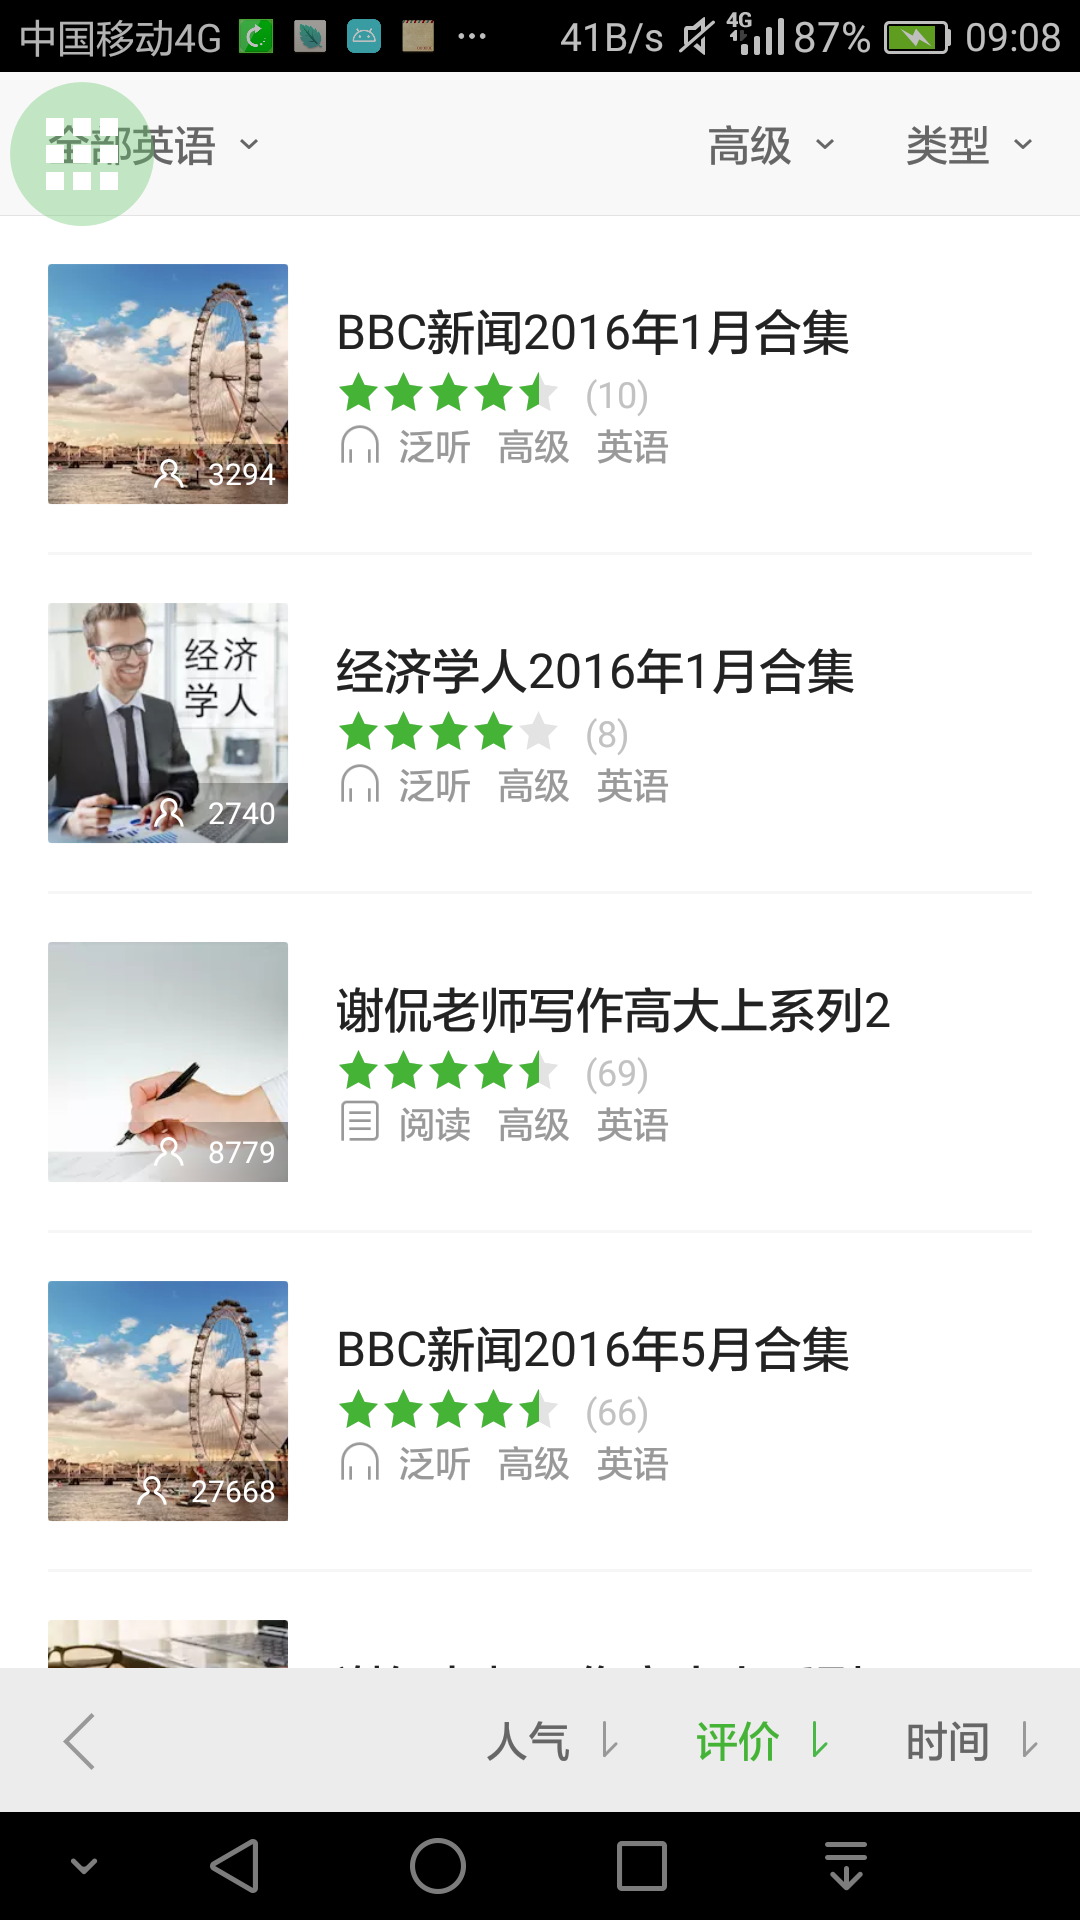 中国移动4G ··· 41B/s 4G 87% 09:08
全部英语 高级 类型
BBC新闻2016年1月合集
(10)
泛听 高级 英语
3294
经济学人2016年1月合集
经济
学人
(8)
泛听 高级 英语
2740
谢侃老师写作高大上系列2
(69)
阅读 高级 英语
8779
BBC新闻2016年5月合集
(66)
泛听 高级 英语
27668
人气 评价 时间